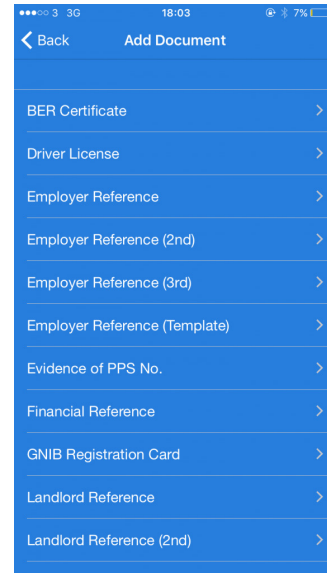 3 3G 18:03 7%
Back Add Document
BER Certificate
Driver License
Employer Reference
Employer Reference (2nd)
Employer Reference (3rd)
Employer Reference (Template)
Evidence of PPS No.
Financial Reference
GNIB Registration Card
Landlord Reference
Landlord Reference (2nd)